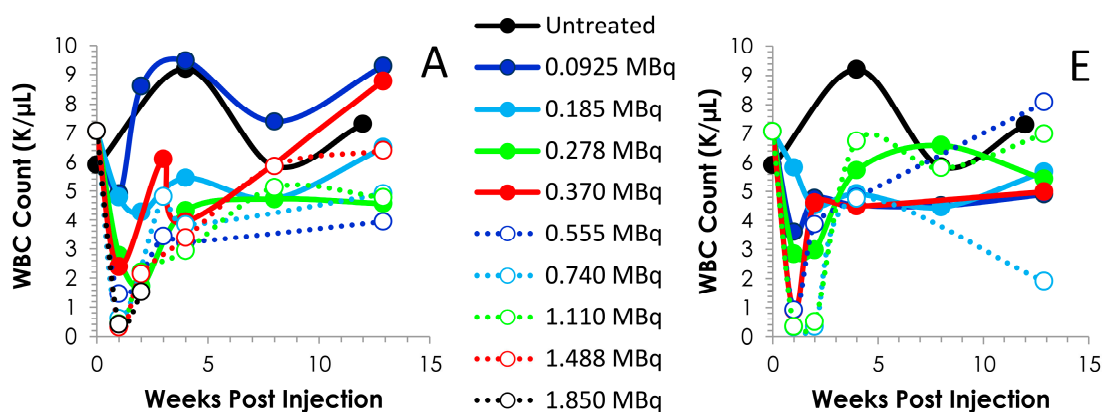 A
WBC Count (K/µL)
10
9
8
7
6
5
4
3
2
1
0
0 5 10 15
Weeks Post Injection
Untreated
0.0925 MBq
0.185 MBq
0.278 MBq
0.370 MBq
0.555 MBq
0.740 MBq
1.110 MBq
1.488 MBq
1.850 MBq
E
WBC Count (K/µL)
10
9
8
7
6
5
4
3
2
1
0
0 5 10 15
Weeks Post Injection